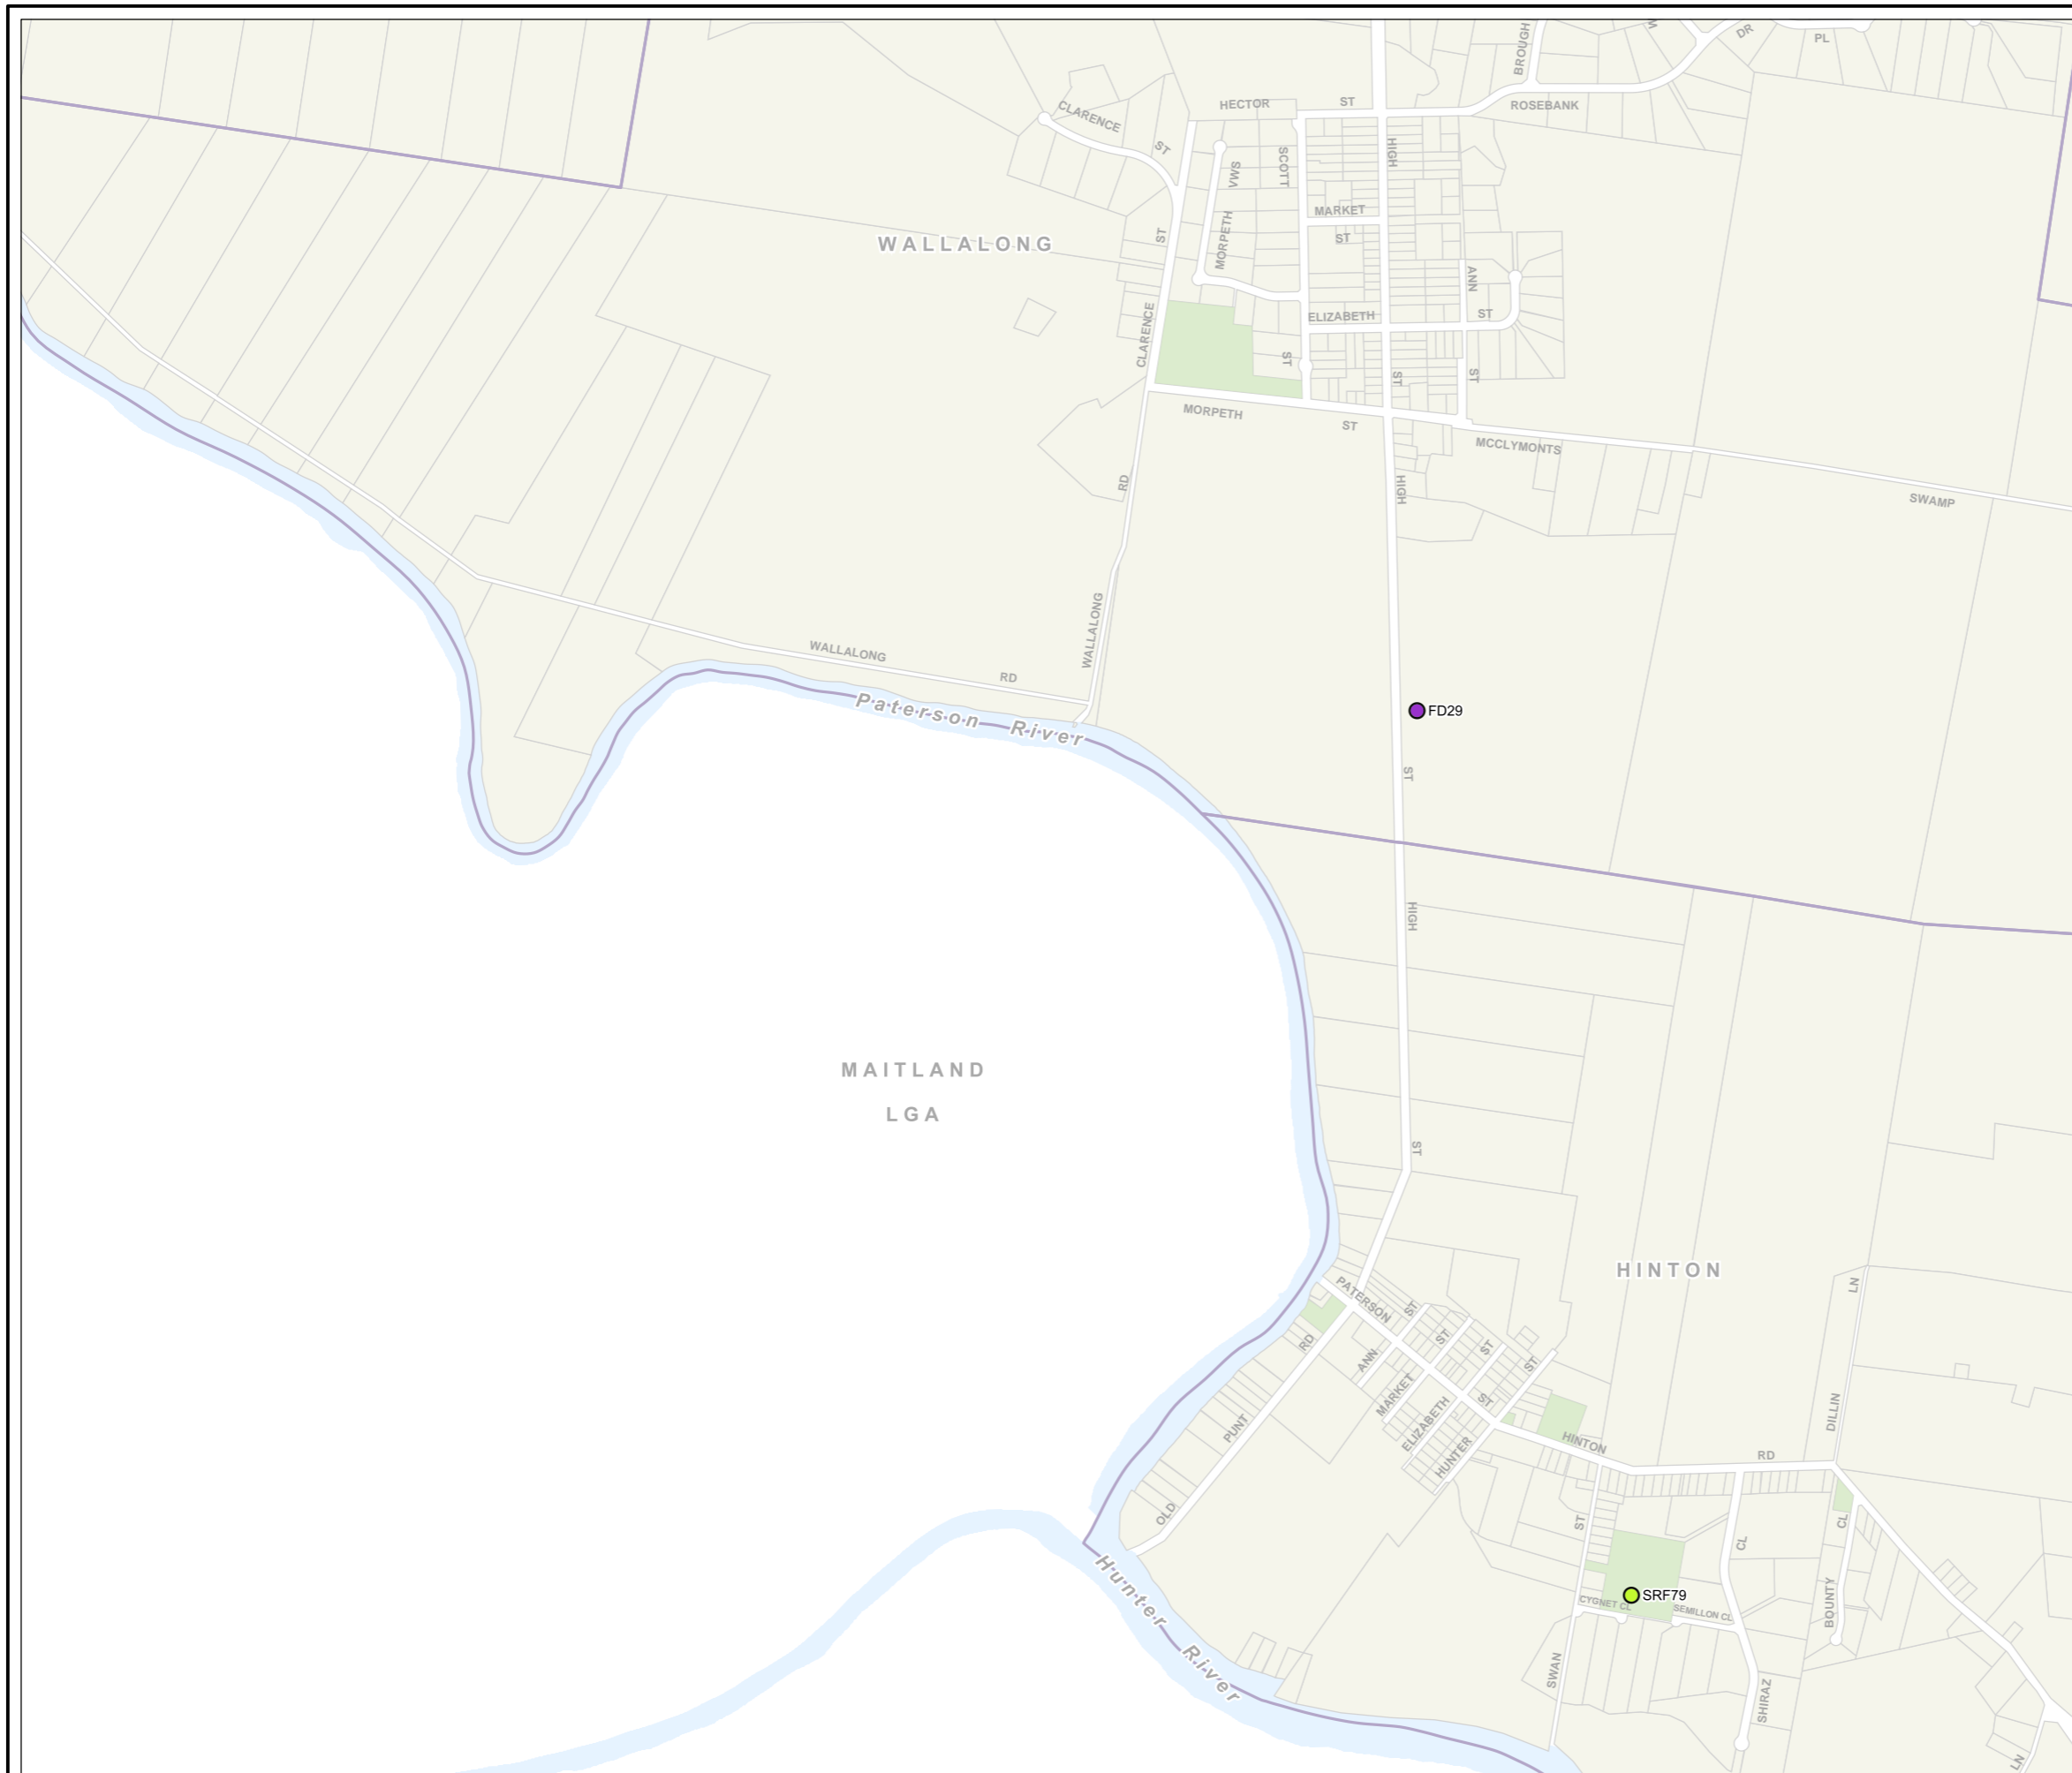 BROUGH
DR
PL
CLARENCE
ST
HECTOR
ST
ROSEBANK
VWS
SCOTT
HIGH
MORPETH
MARKET
ST
WALLALONG
ST
ANN
CLARENCE
ELIZABETH
ST
ST
ST
ST
MORPETH
ST
MCCLYMONTS
SWAMP
RD
HIGH
WALLALONG
WALLALONG
RD
Paterson River
FD29
ST
HIGH
MAITLAND
LGA
ST
HINTON
LN
PATERSON
ST
ST
ST
ST
RD
ANN
MARKET
ELIZABETH
ST
HUNTER
PUNT
OLD
HINTON
RD
DILLIN
ST
CL
CL
Hunter River
SRF79
CYGNET CL
SEMILLON CL
BOUNTY
SWAN
SHIRAZ
LN